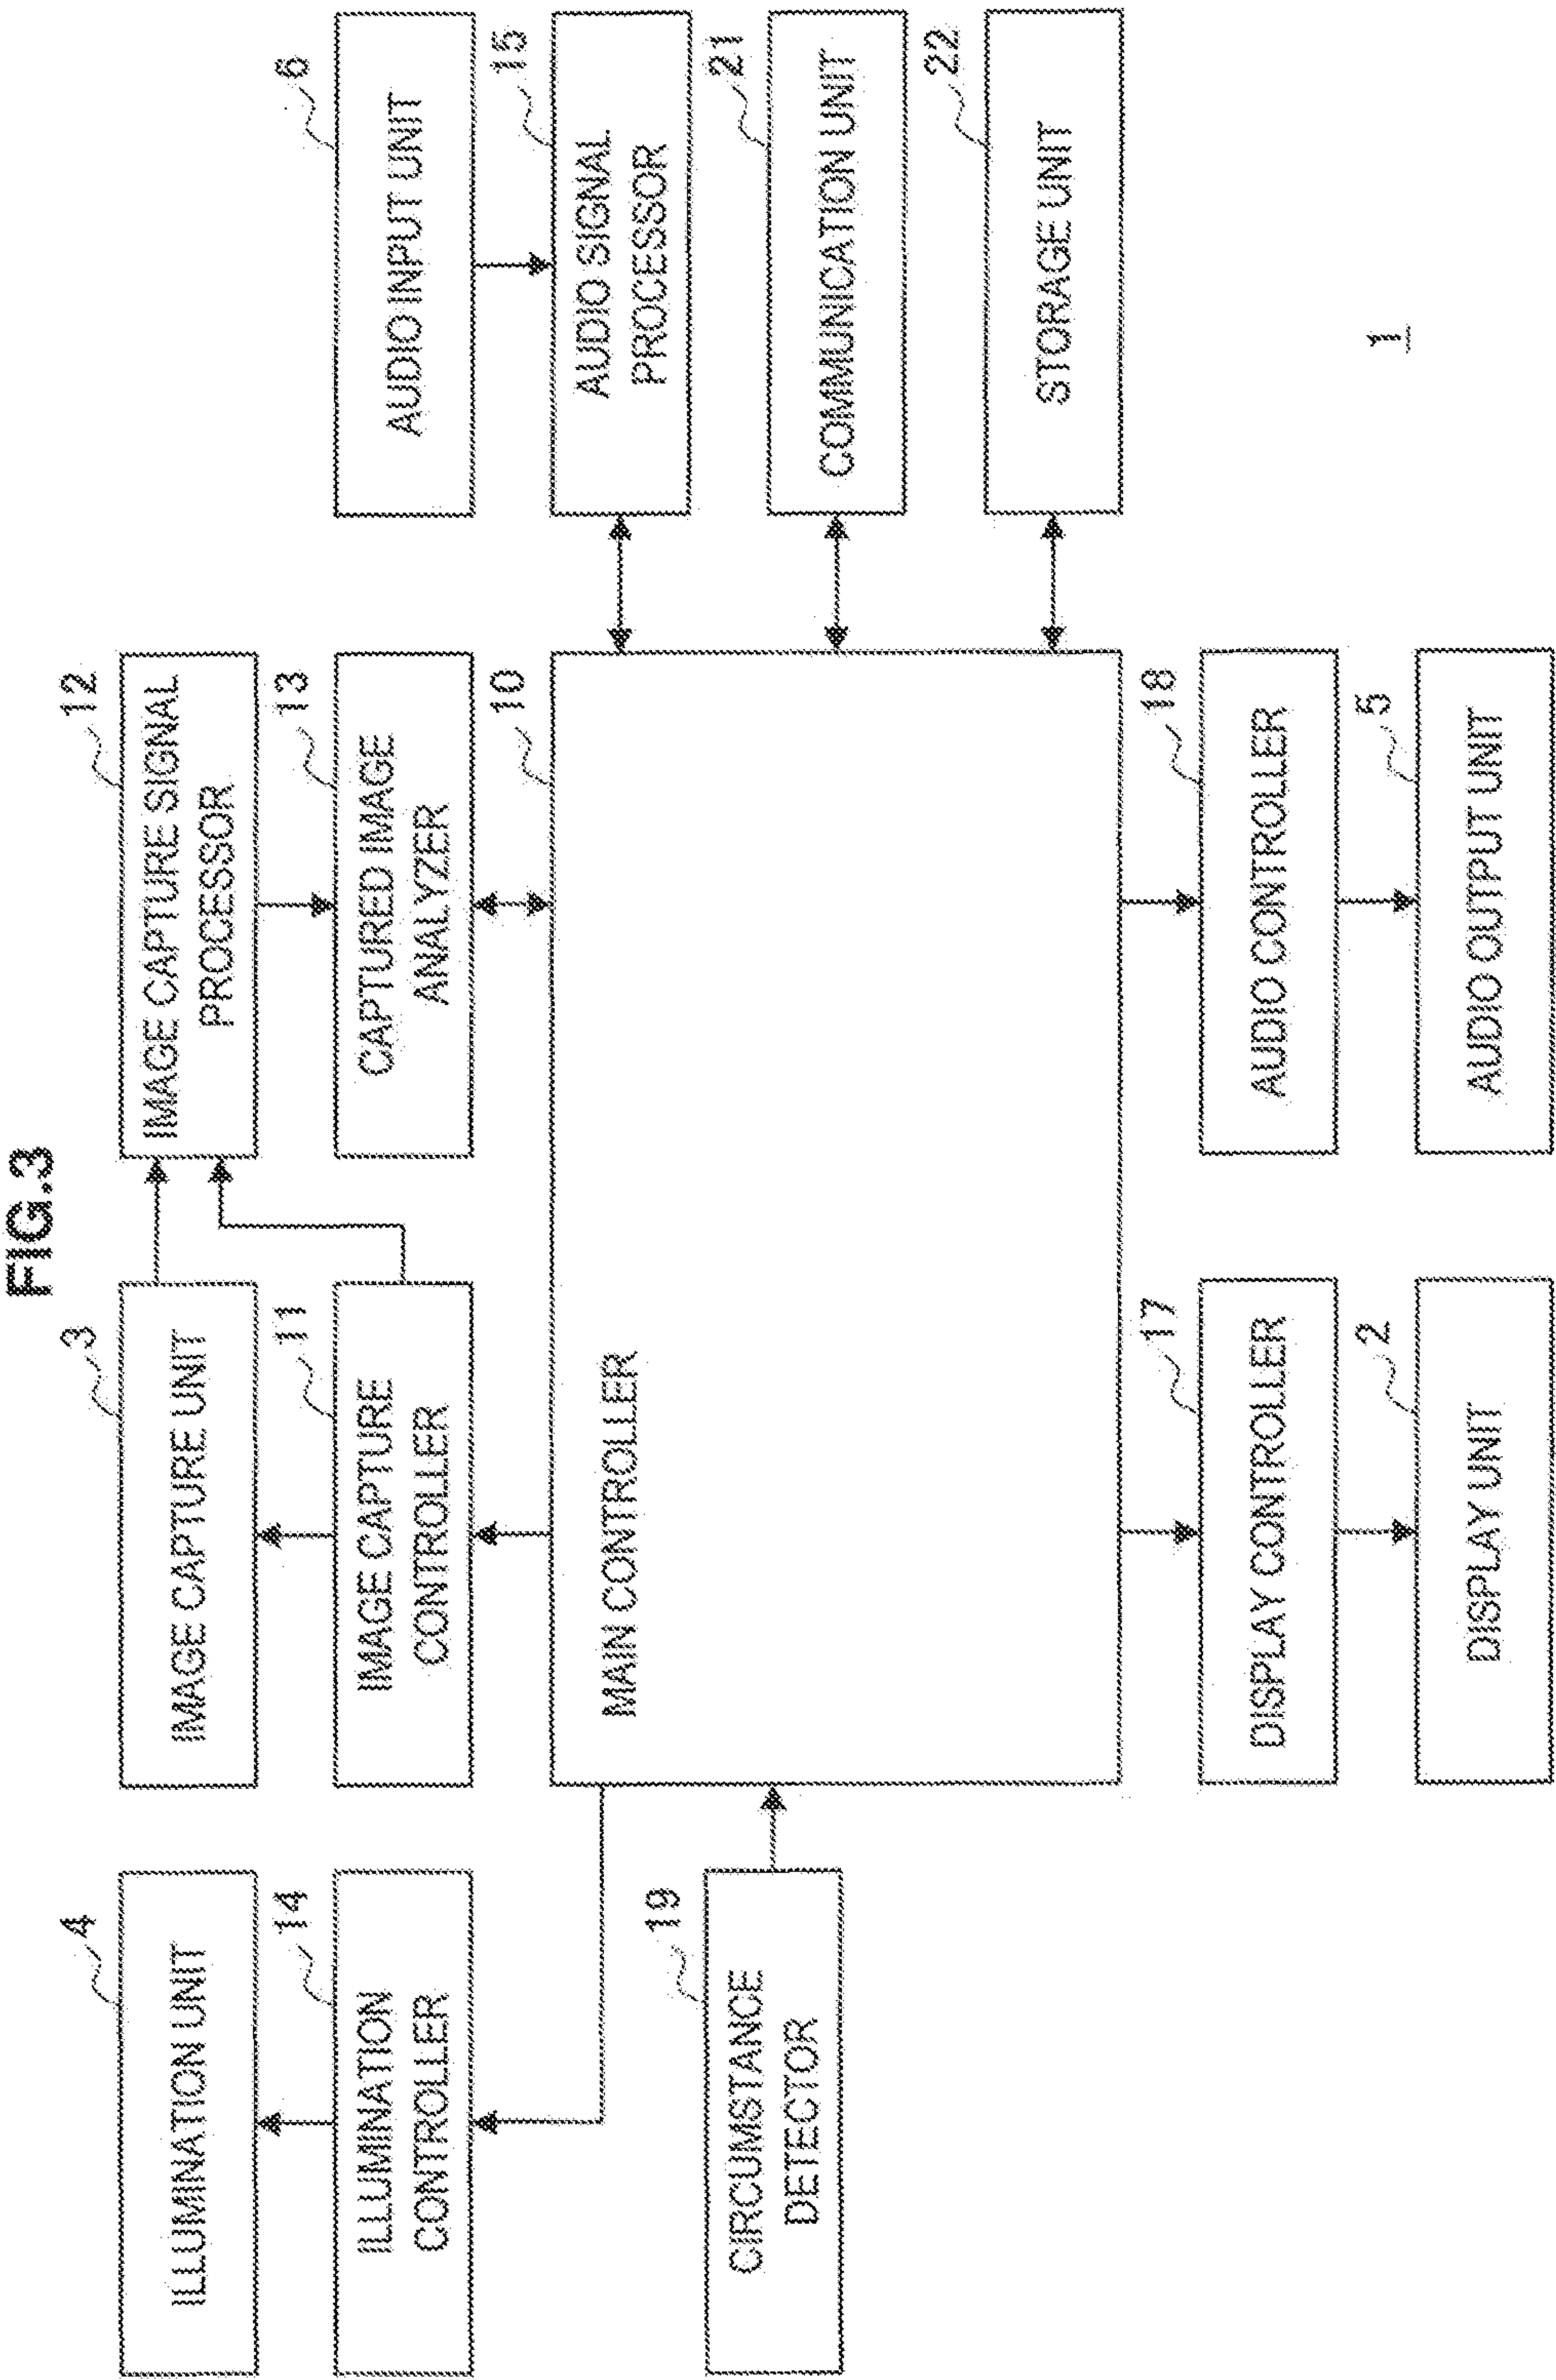 FIG.3
4
ILLUMINATION UNIT
3
IMAGE CAPTURE UNIT
12
IMAGE CAPTURE SIGNAL
PROCESSOR
6
AUDIO INPUT UNIT
14
ILLUMINATION
CONTROLLER
11
IMAGE CAPTURE
CONTROLLER
13
CAPTURED IMAGE
ANALYZER
15
AUDIO SIGNAL
PROCESSOR
10
MAIN CONTROLLER
19
CIRCUMSTANCE
DETECTOR
21
COMMUNICATION UNIT
22
STORAGE UNIT
17
DISPLAY CONTROLLER
18
AUDIO CONTROLLER
2
DISPLAY UNIT
5
AUDIO OUTPUT UNIT
1